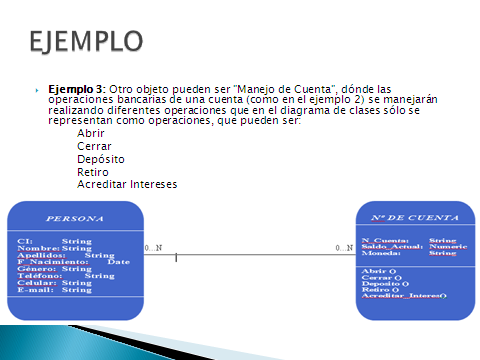 EJEMPLO
Ejemplo 3: Otro objeto pueden ser "Manejo de Cuenta", dónde las
operaciones bancarias de una cuenta (como en el ejemplo 2) se manejarán
realizando diferentes operaciones que en el diagrama de clases sólo se
representan como operaciones, que pueden ser:
Abrir
Cerrar
Depósito
Retiro
Acreditar Intereses
PERSONA
CI: String
Nombre: String
Apellidos: String
F_Nacimiento: Date
Género: String
Teléfono: String
Celular: String
E-mail: String
0...N
0...N
Nº DE CUENTA
N_Cuenta: String
Saldo_Actual: Numeric
Moneda: String
Abrir ()
Cerrar ()
Deposito ()
Retiro ()
Acreditar_Interes()